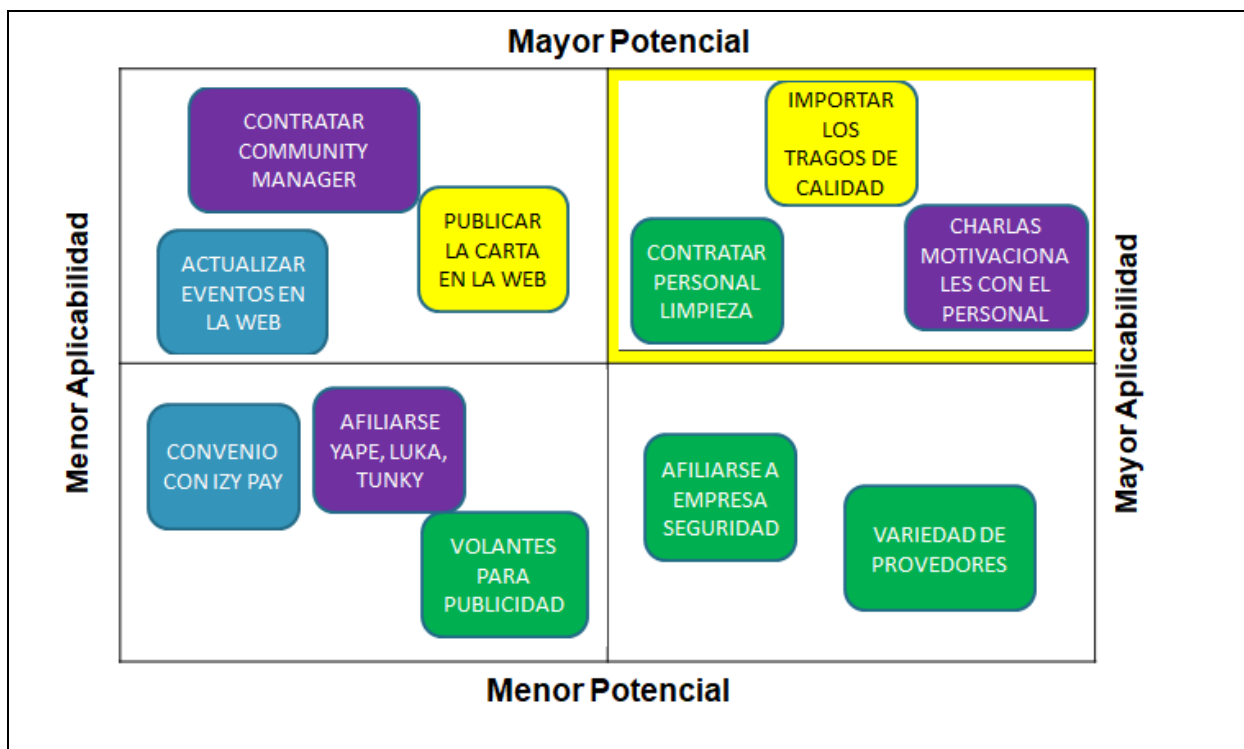 Mayor Potencial
CONTRATAR
COMMUNITY
MANAGER
PUBLICAR
LA CARTA
EN LA WEB
ACTUALIZAR
EVENTOS EN
LA WEB
IMPORTAR
LOS
TRAGOS DE
CALIDAD
CONTRATAR
PERSONAL
LIMPIEZA
CHARLAS
MOTIVACIONA
LES CON EL
PERSONAL
Menor Aplicabilidad
Mayor Aplicabilidad
CONVENIO
CON IZY PAY
AFILIARSE
YAPE, LUKA,
TUNKY
VOLANTES
PARA
PUBLICIDAD
AFILIARSE A
EMPRESA
SEGURIDAD
VARIEDAD DE
PROVEDORES
Menor Potencial